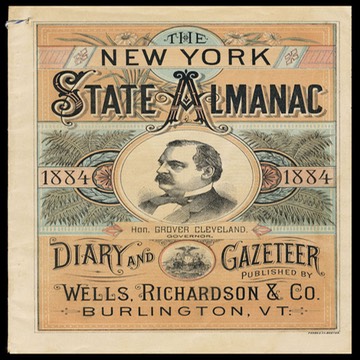 THE
NEW YORK
STATE ALMANAC
1884 1884
HON. GROVER CLEVELAND.
GOVERNOR.
DIARY AND GAZETEER
PUBLISHED BY
WELLS, RICHARDSON & CO.
BURLINGTON, VT.